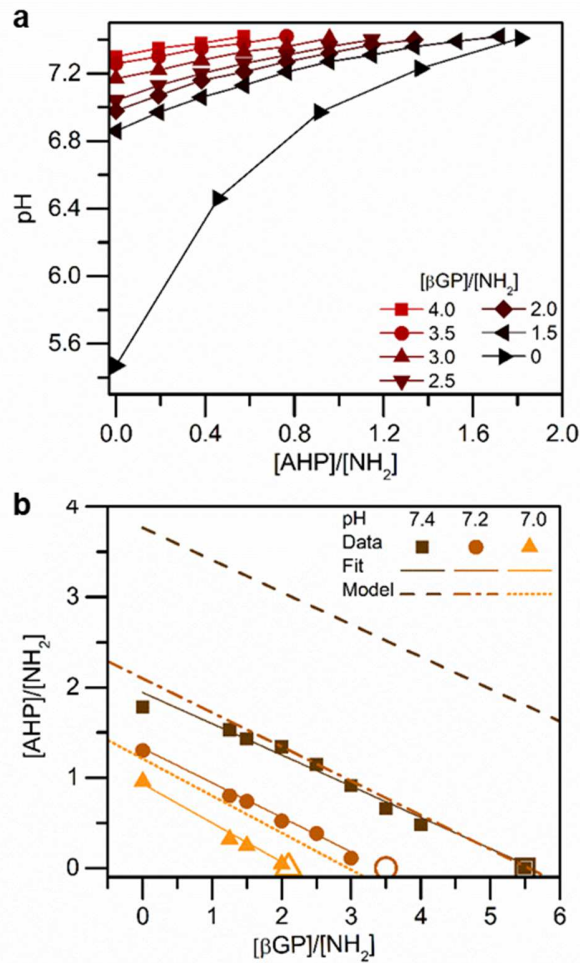 a
7.2
6.8
6.4
6.0
5.6
pH
[βGP]/[NH₂]
4.0 2.0
3.5 1.5
3.0 0
2.5
0.0 0.4 0.8 1.2 1.6 2.0
[AHP]/[NH₂]
b
4
3
2
1
0
[AHP]/[NH₂]
pH 7.4 7.2 7.0
Data
Fit
Model
0 1 2 3 4 5 6
[βGP]/[NH₂]